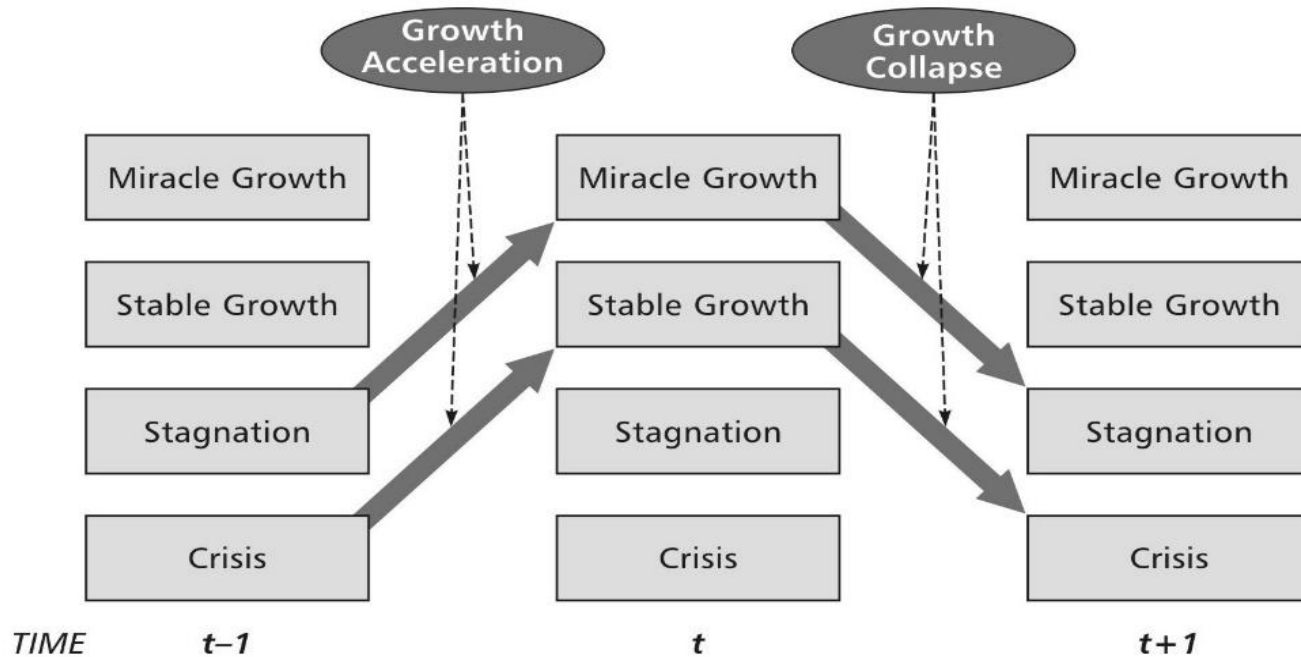 Growth
Acceleration
Growth
Collapse
Miracle Growth
Miracle Growth
Miracle Growth
Stable Growth
Stable Growth
Stable Growth
Stagnation
Stagnation
Stagnation
Crisis
Crisis
Crisis
TIME t–1 t t+1